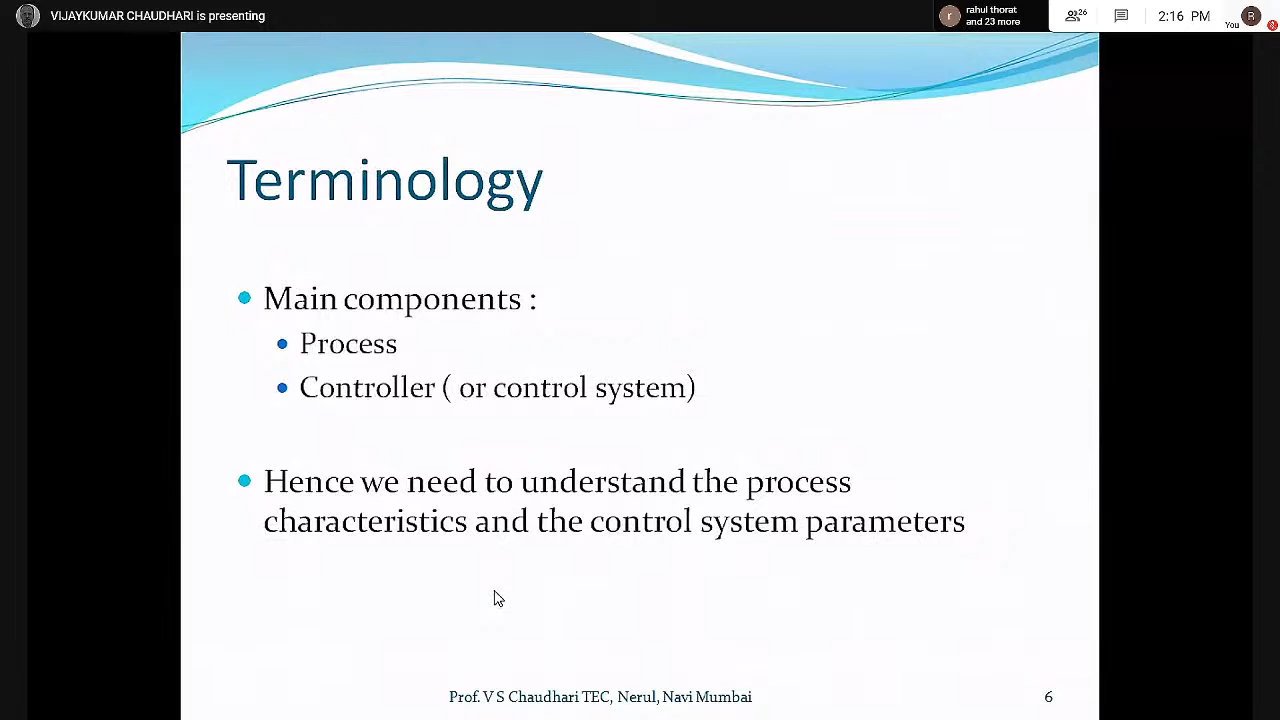 VIJAYKUMAR CHAUDHARI is presenting
r
rahul thorat
and 23 more
26
2:16 PM
You
R
Terminology
Main components :
Process
Controller ( or control system)
Hence we need to understand the process
characteristics and the control system parameters
Prof. V S Chaudhari TEC, Nerul, Navi Mumbai
6